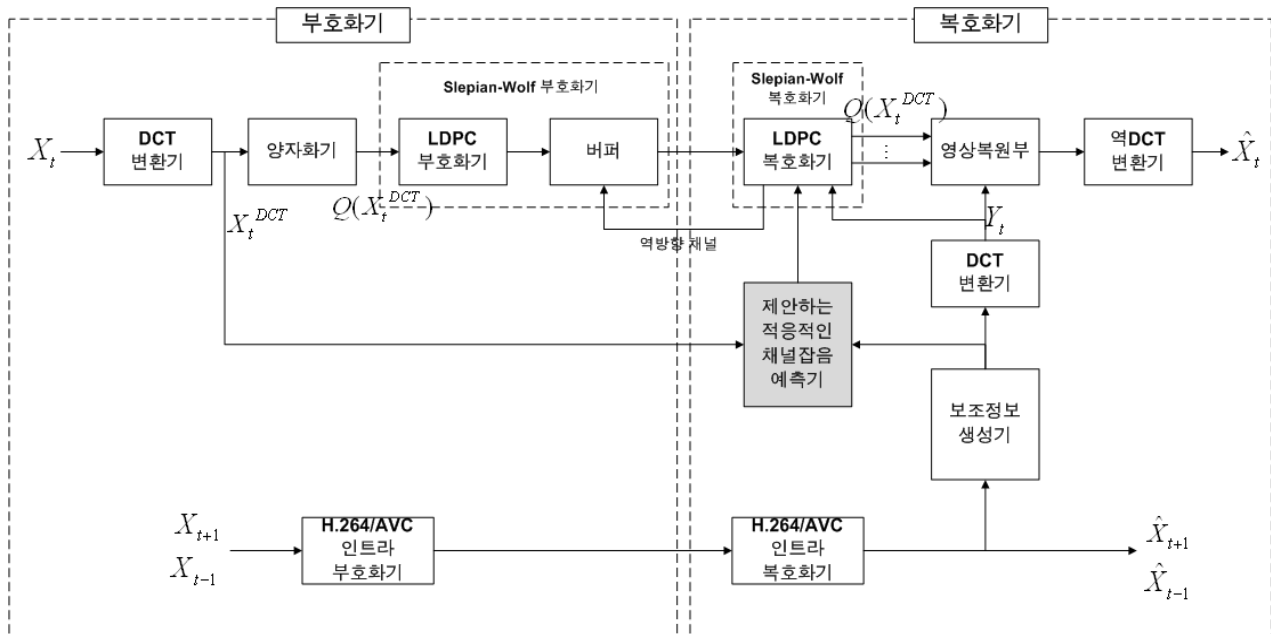 부호화기
복호화기
Slepian-Wolf 부호화기
Slepian-Wolf
복호화기
X_t
DCT
변환기
양자화기
LDPC
부호화기
버퍼
LDPC
복호화기
Q(X_t^{DCT})
⋮
영상복원부
역DCT
변환기
\hat{X}_t
X_t^{DCT}
Q(X_t^{DCT})
역방향 채널
Y_t
DCT
변환기
제안하는
적응적인
채널잡음
예측기
보조정보
생성기
X_{t+1}
X_{t-1}
H.264/AVC
인트라
부호화기
H.264/AVC
인트라
복호화기
\hat{X}_{t+1}
\hat{X}_{t-1}